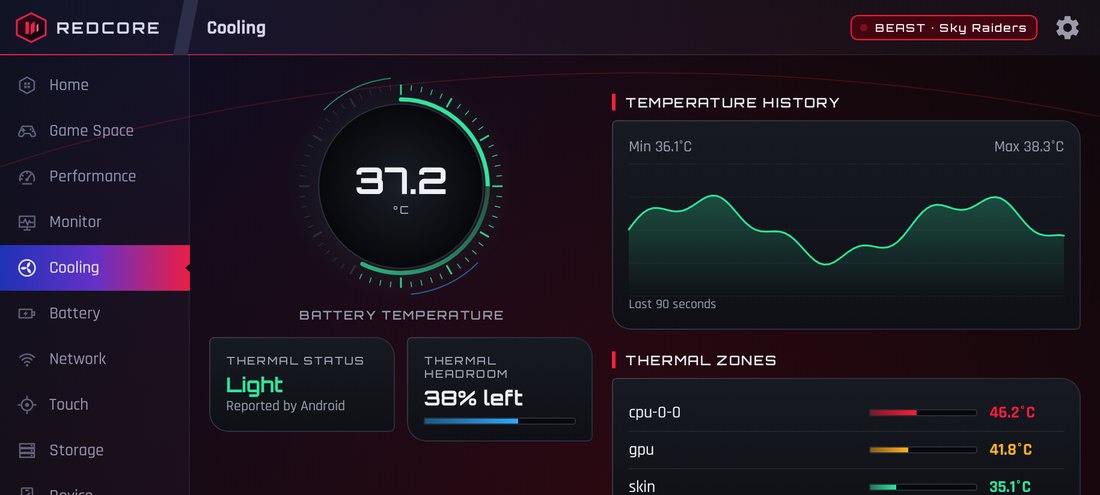 REDCORE
Cooling
BEAST · Sky Raiders
Home
Game Space
Performance
Monitor
Cooling
Battery
Network
Touch
Storage
Device
37.2
°C
BATTERY TEMPERATURE
THERMAL STATUS
Light
Reported by Android
THERMAL
HEADROOM
38% left
TEMPERATURE HISTORY
Min 36.1°C
Max 38.3°C
Last 90 seconds
THERMAL ZONES
cpu-0-0
46.2°C
gpu
41.8°C
skin
35.1°C